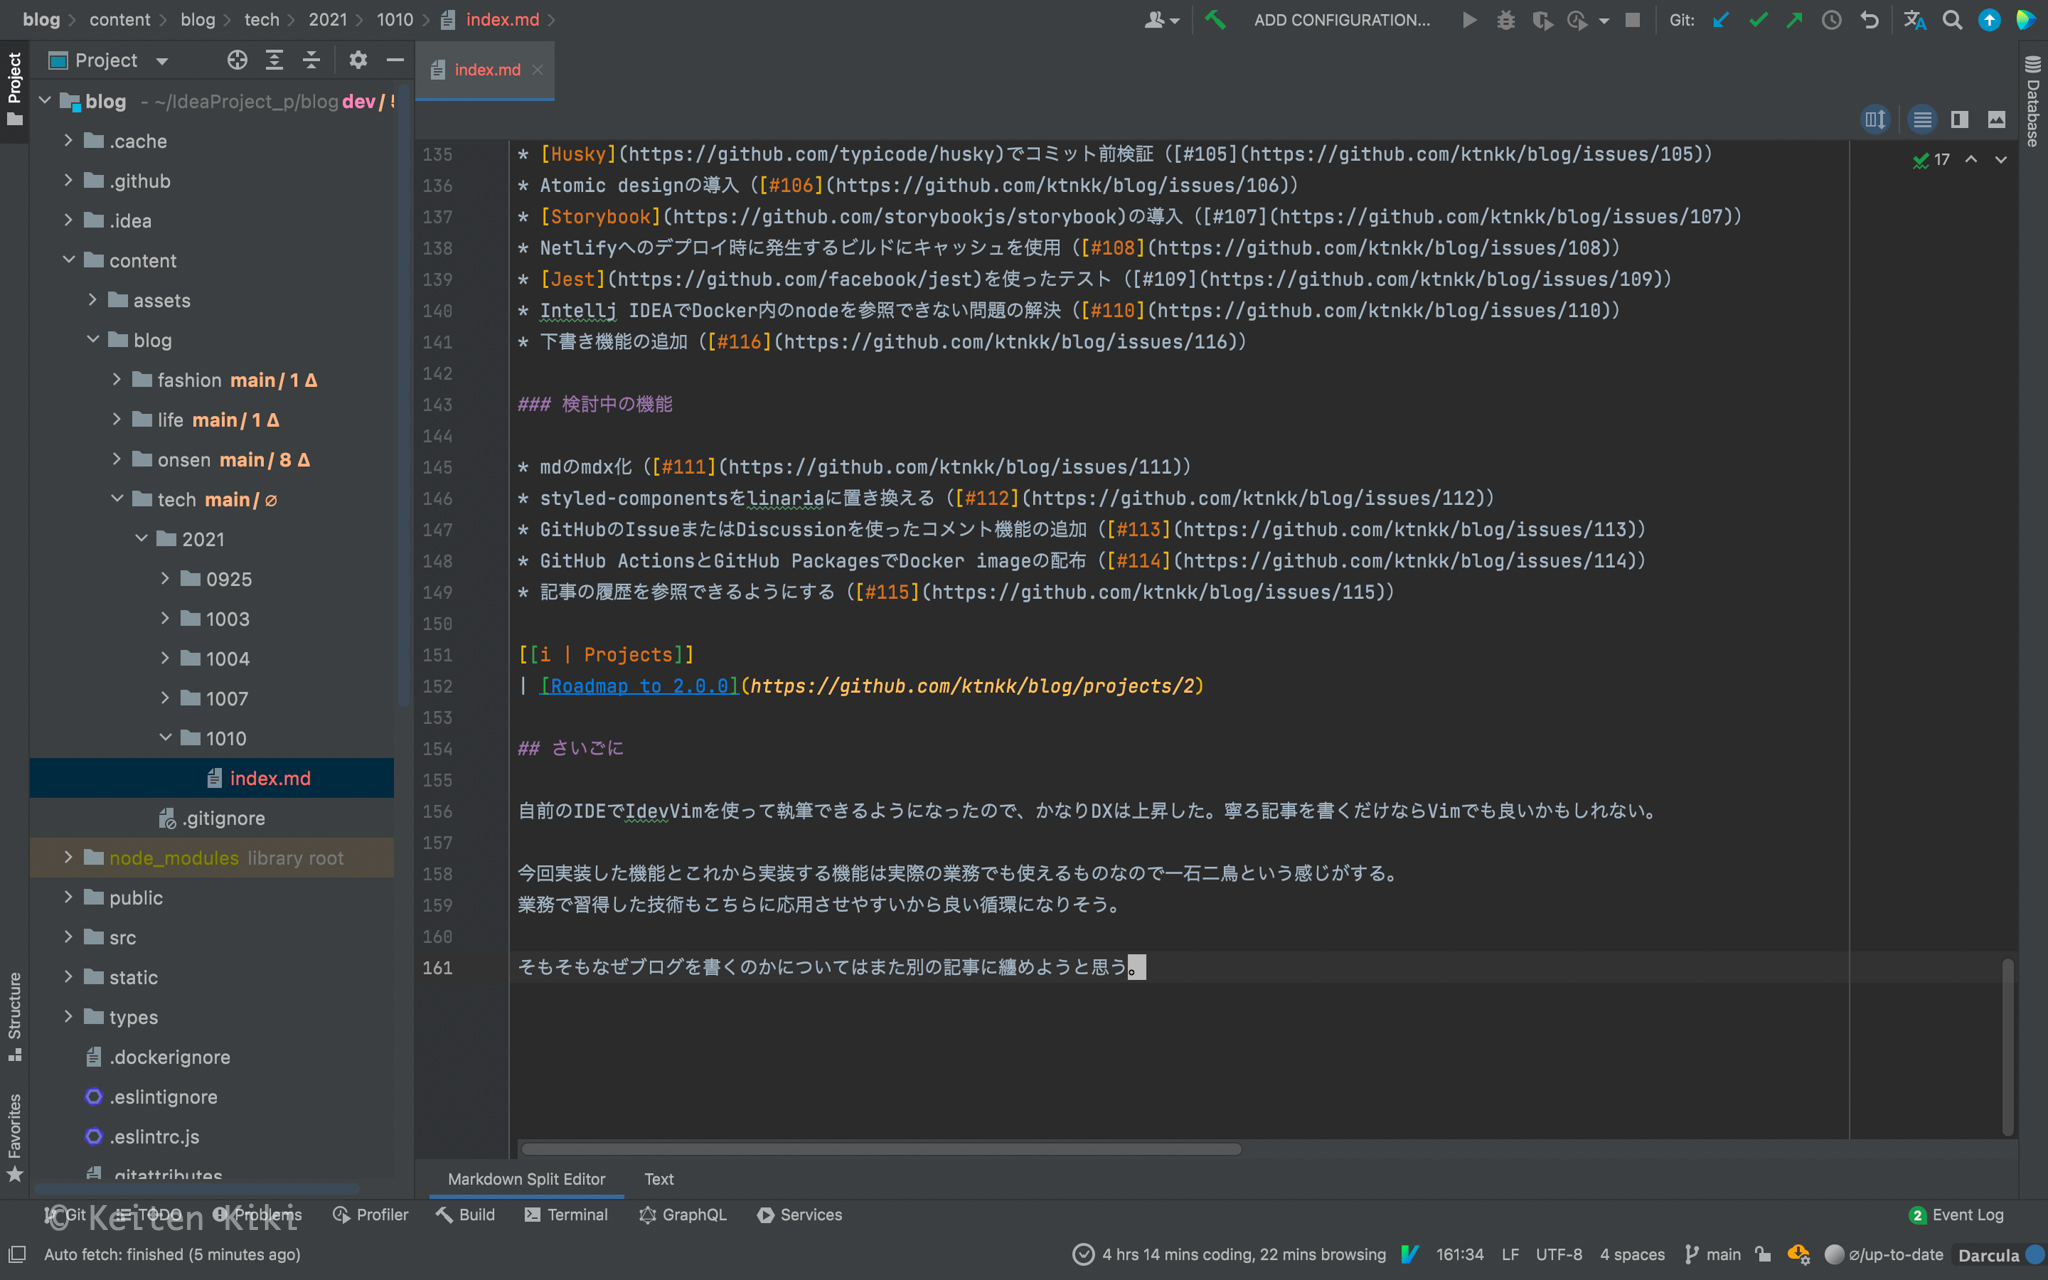 blog content blog tech 2021 1010 index.md
ADD CONFIGURATION... Git:
Project
Project
index.md
Database
blog - ~/IdeaProject_p/blog dev /
.cache
.github
.idea
content
assets
blog
fashion main / 1 Δ
life main / 1 Δ
onsen main / 8 Δ
tech main / ∅
2021
0925
1003
1004
1007
1010
index.md
.gitignore
node_modules library root
public
src
static
types
.dockerignore
.eslintignore
.eslintrc.js
.gitattributes
Structure
Favorites
17
135 * [Husky](https://github.com/typicode/husky)でコミット前検証 ([#105](https://github.com/ktnkk/blog/issues/105))
136 * Atomic designの導入 ([#106](https://github.com/ktnkk/blog/issues/106))
137 * [Storybook](https://github.com/storybookjs/storybook)の導入 ([#107](https://github.com/ktnkk/blog/issues/107))
138 * Netlifyへのデプロイ時に発生するビルドにキャッシュを使用 ([#108](https://github.com/ktnkk/blog/issues/108))
139 * [Jest](https://github.com/facebook/jest)を使ったテスト ([#109](https://github.com/ktnkk/blog/issues/109))
140 * Intellj IDEAでDocker内のnodeを参照できない問題の解決 ([#110](https://github.com/ktnkk/blog/issues/110))
141 * 下書き機能の追加 ([#116](https://github.com/ktnkk/blog/issues/116))
142
143 ### 検討中の機能
144
145 * mdのmdx化 ([#111](https://github.com/ktnkk/blog/issues/111))
146 * styled-componentsをlinariaに置き換える ([#112](https://github.com/ktnkk/blog/issues/112))
147 * GitHubのIssueまたはDiscussionを使ったコメント機能の追加 ([#113](https://github.com/ktnkk/blog/issues/113))
148 * GitHub ActionsとGitHub PackagesでDocker imageの配布 ([#114](https://github.com/ktnkk/blog/issues/114))
149 * 記事の履歴を参照できるようにする ([#115](https://github.com/ktnkk/blog/issues/115))
150
151 [[i | Projects]]
152 | [Roadmap to 2.0.0](https://github.com/ktnkk/blog/projects/2)
153
154 ## さいごに
155
156 自前のIDEでIdevVimを使って執筆できるようになったので、かなりDXは上昇した。寧ろ記事を書くだけならVimでも良いかもしれない。
157
158 今回実装した機能とこれから実装する機能は実際の業務でも使えるものなので一石二鳥という感じがする。
159 業務で習得した技術もこちらに応用させやすいから良い循環になりそう。
160
161 そもそもなぜブログを書くのかについてはまた別の記事に纏めようと思う。
Markdown Split Editor Text
Git TODO Problems Profiler Build Terminal GraphQL Services 2 Event Log
© Keiten Kiki
Auto fetch: finished (5 minutes ago) 4 hrs 14 mins coding, 22 mins browsing 161:34 LF UTF-8 4 spaces main ∅/up-to-date Darcula